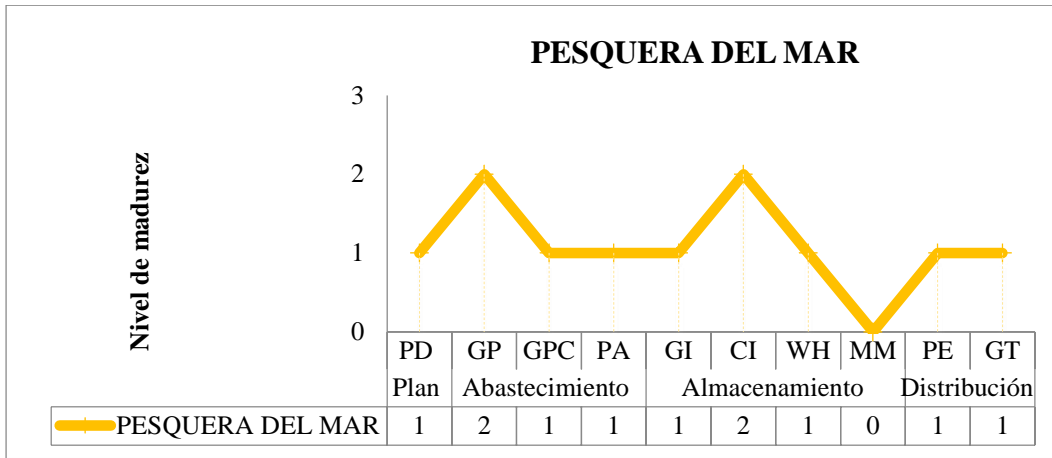 PESQUERA DEL MAR
Nivel de madurez
3
2
1
0
PD GP GPC PA GI CI WH MM PE GT
Plan Abastecimiento Almacenamiento Distribución
PESQUERA DEL MAR 1 2 1 1 1 2 1 0 1 1